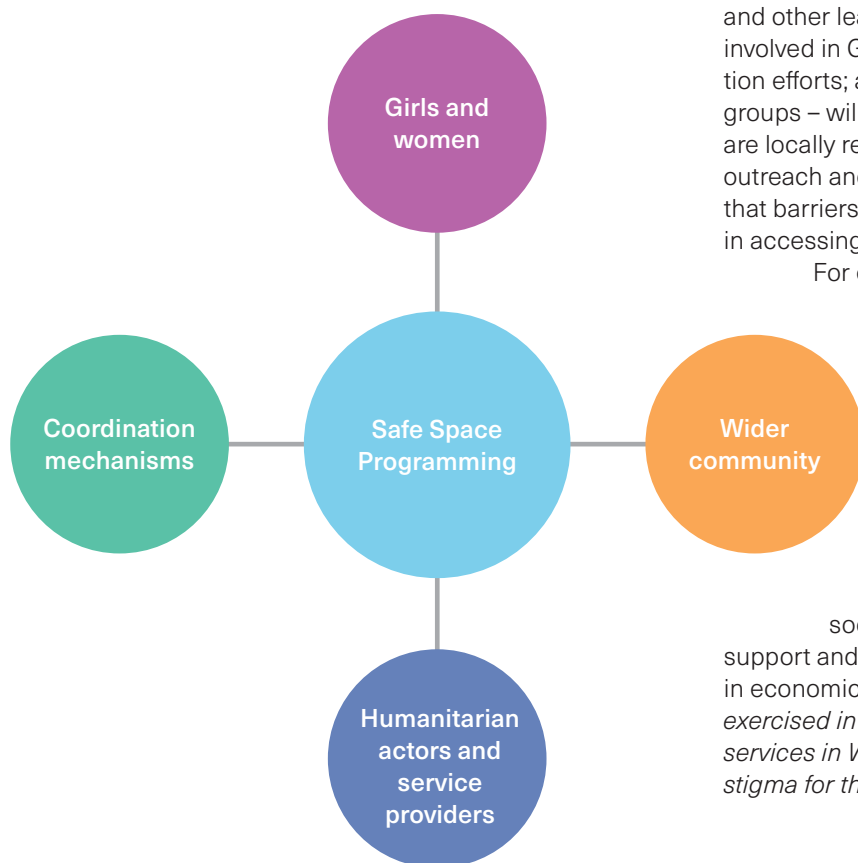 Girls and
women
Coordination
mechanisms
Safe Space
Programming
Wider
community
Humanitarian
actors and
service
providers
and other lea
involved in G
tion efforts; a
groups – wil
are locally re
outreach and
that barriers
in accessing
For
soc
support and
in economic
exercised in
services in
stigma for th